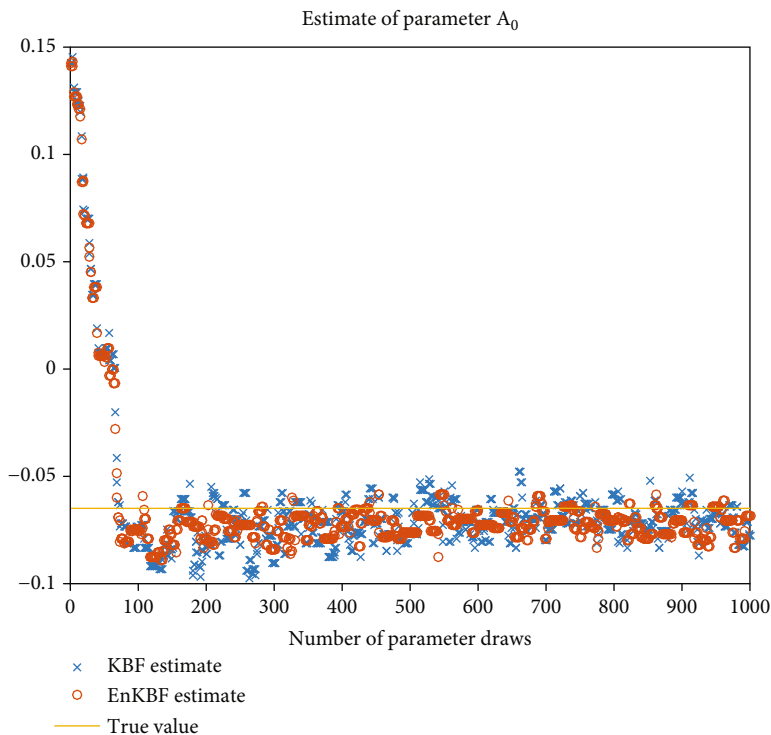 Estimate of parameter A₀
0.15
0.1
0.05
0
−0.05
−0.1
0 100 200 300 400 500 600 700 800 900 1000
Number of parameter draws
KBF estimate
EnKBF estimate
True value